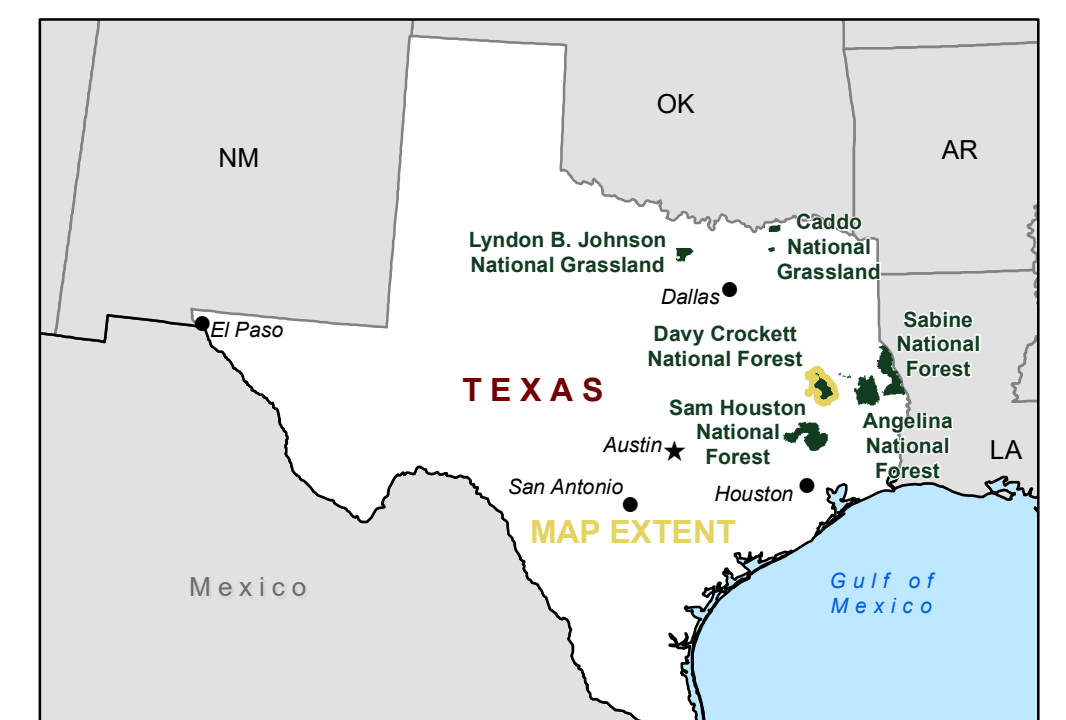 OK
AR
NM
Caddo
National
Grassland
Lyndon B. Johnson
National Grassland
Dallas
El Paso
Sabine
National
Forest
Davy Crockett
National Forest
TEXAS
Sam Houston
National
Forest
Angelina
National
Forest
Austin
LA
San Antonio
Houston
MAP EXTENT
Mexico
Gulf of
Mexico